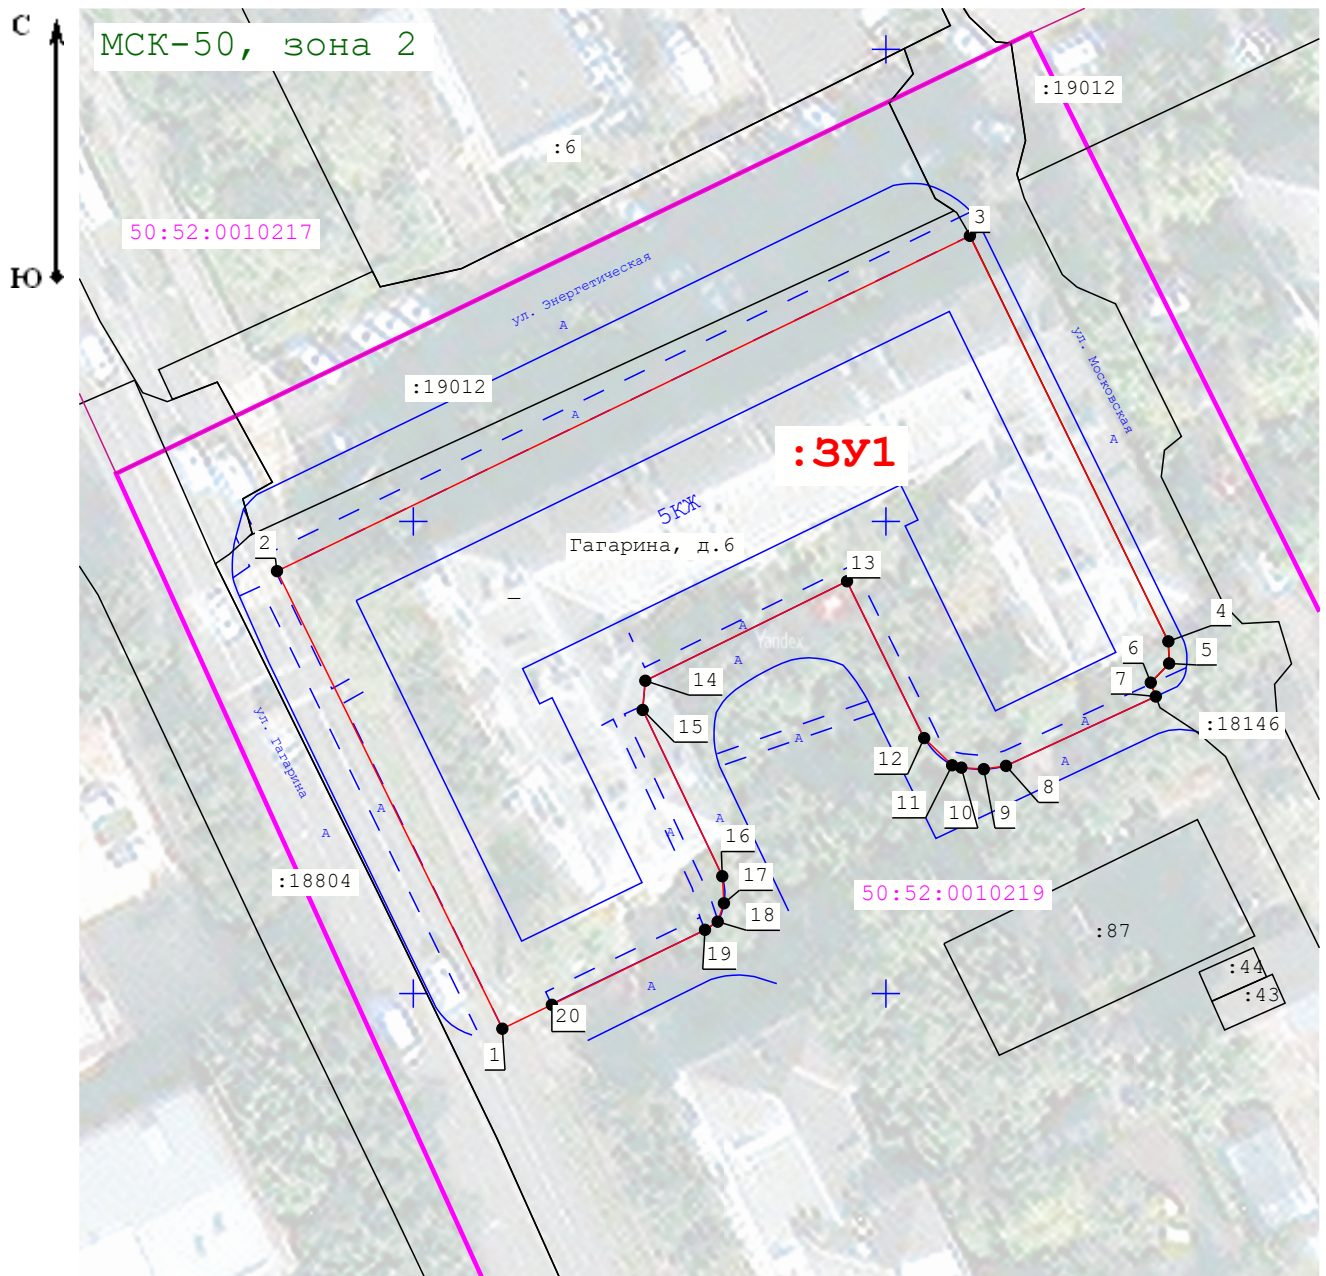 С
МСК-50, зона 2
:19012
:6
3
50:52:0010217
Ю
ул. Энергетическая
А
ул. Московская
:19012
А
А
:ЗУ1
5КЖ
2
Гагарина, д.6
13
4
А
Yandex
6
5
А
14
7
15
А
:18146
ул. Гагарина
А
12
А
8
А
11
10
9
А
А
А
16
:18804
17
50:52:0010219
18
:87
19
:44
А
:43
20
1